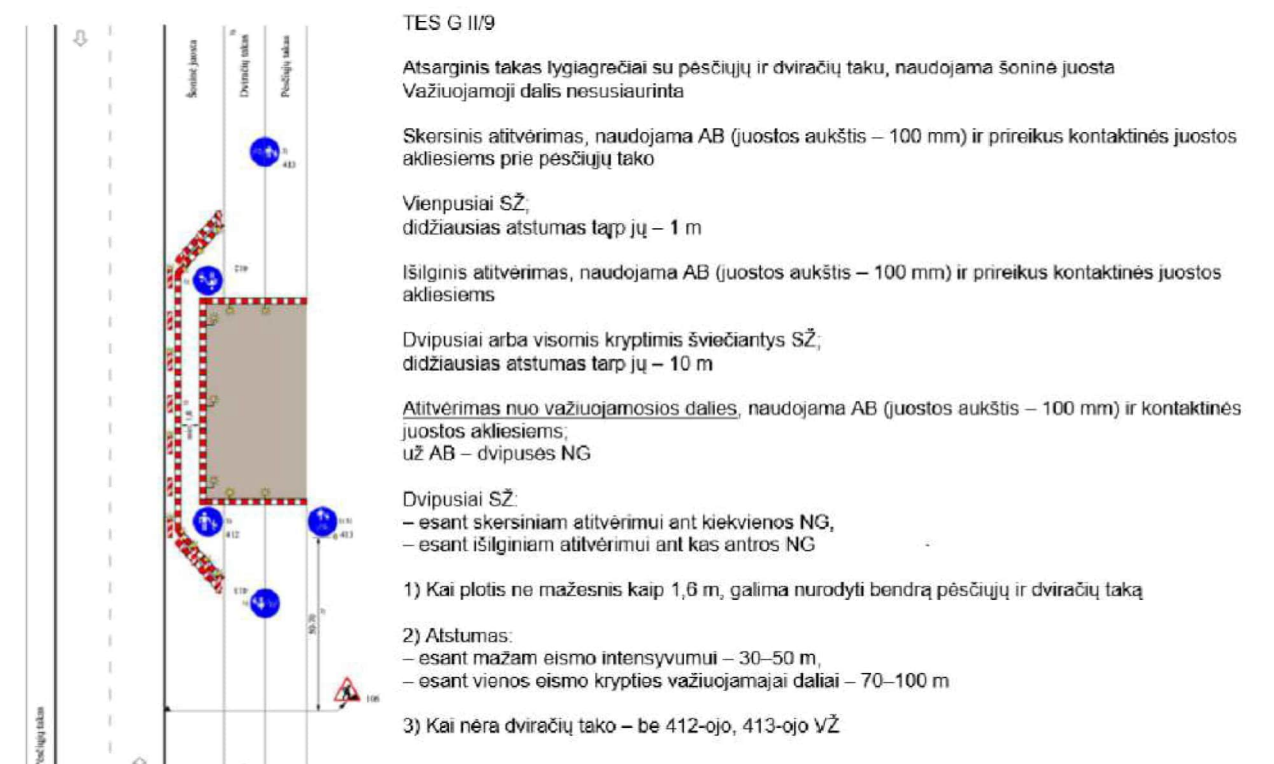 TES G II/9
Atsarginis takas lygiagrečiai su pėsčiųjų ir dviračių taku, naudojama šoninė juosta
Važiuojamoji dalis nesusiaurinta
Skersinis atitvėrimas, naudojama AB (juostos aukštis – 100 mm) ir prireikus kontaktinės juostos
akliesiems prie pėsčiųjų tako
Vienpusiai SŽ;
didžiausias atstumas tarp jų – 1 m
Išilginis atitvėrimas, naudojama AB (juostos aukštis – 100 mm) ir prireikus kontaktinės juostos
akliesiems
Dvipusiai arba visomis kryptimis šviečiantys SŽ;
didžiausias atstumas tarp jų – 10 m
Atitvėrimas nuo važiuojamosios dalies, naudojama AB (juostos aukštis – 100 mm) ir kontaktinės
juostos akliesiems;
už AB – dvipusės NG
Dvipusiai SŽ:
– esant skersiniam atitvėrimui ant kiekvienos NG,
– esant išilginiam atitvėrimui ant kas antros NG
1) Kai plotis ne mažesnis kaip 1,6 m, galima nurodyti bendrą pėsčiųjų ir dviračių taką
2) Atstumas:
– esant mažam eismo intensyvumui – 30–50 m,
– esant vienos eismo krypties važiuojamajai daliai – 70–100 m
3) Kai nėra dviračių tako – be 412-ojo, 413-ojo VŽ
Šoninė juosta
Dviračių takas
Pėsčiųjų takas
413
412
412
413
413
50-70
106
Pėsčiųjų takas